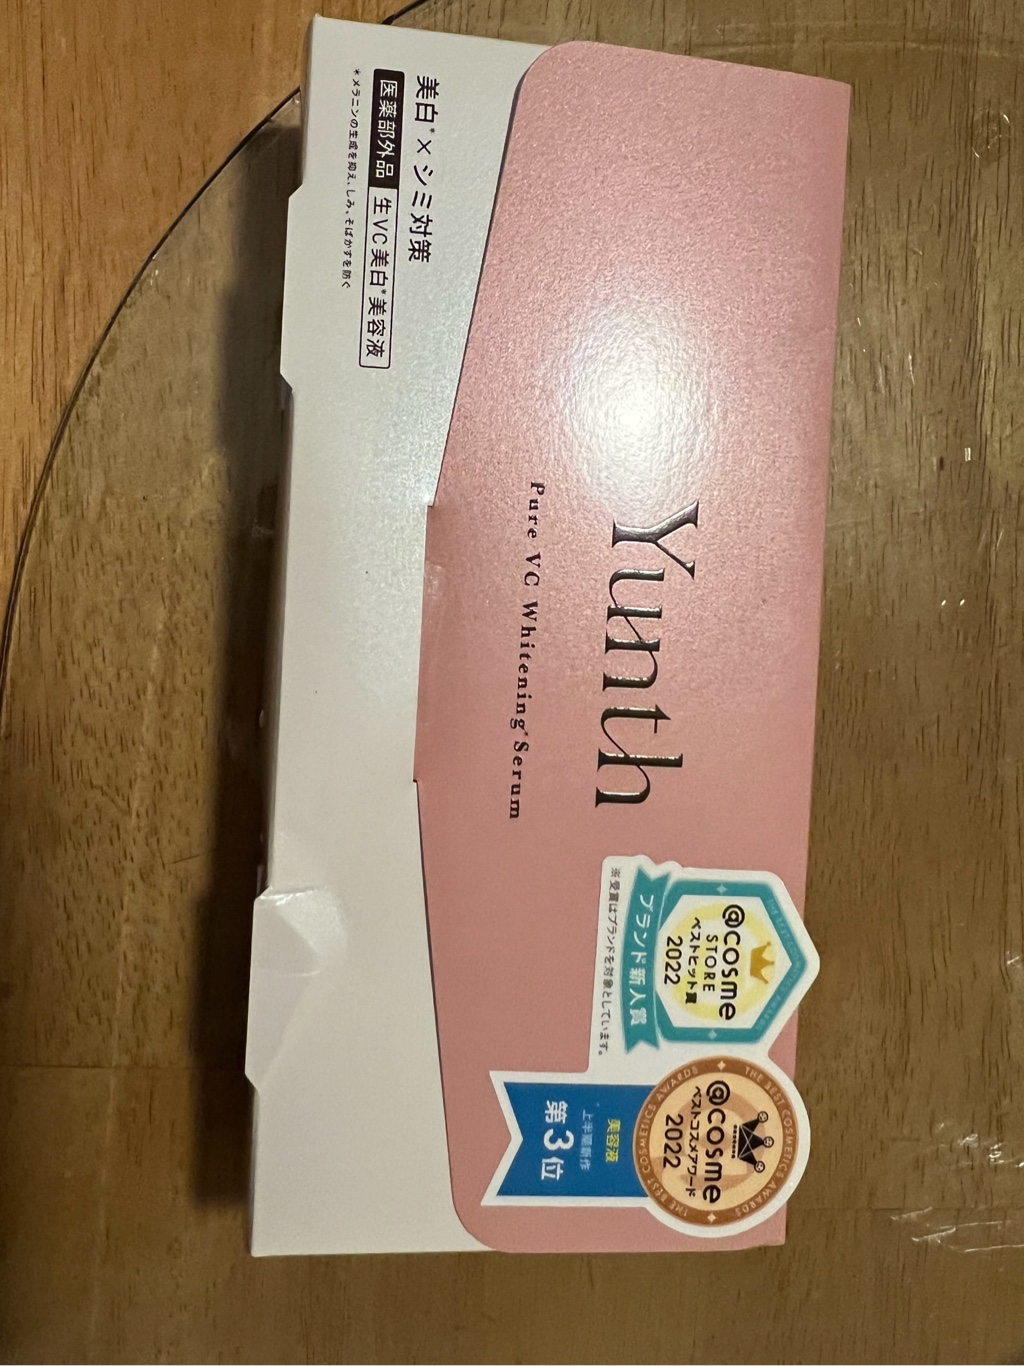 Yunth
Pure VC Whitening* Serum
美白*×シミ対策
医薬部外品 生VC美白*美容液
*メラニンの生成を抑え、しみ、そばかすを防ぐ
@cosme
STORE
ベストヒット賞
2022
ブランド新人賞
※受賞はブランドを対象としています。
THE BEST COSMETICS AWARDS
@cosme
ベストコスメアワード
2022
THE BEST COSMETICS AWARDS
美容液
上半期新作
第3位